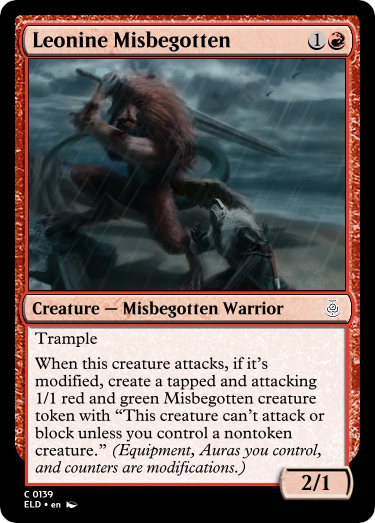 Leonine Misbegotten
1
Creature — Misbegotten Warrior
Trample
When this creature attacks, if it's
modified, create a tapped and attacking
1/1 red and green Misbegotten creature
token with “This creature can't attack or
block unless you control a nontoken
creature.” (Equipment, Auras you control,
and counters are modifications.)
2/1
C 0139
ELD • en